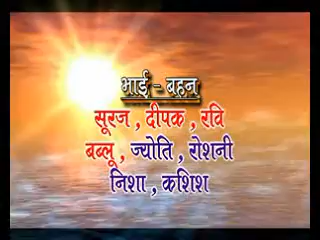 भाई - बहन
सूरज , दीपक , रवि
बब्लू , ज्योति , रोशनी
निशा , कशिश